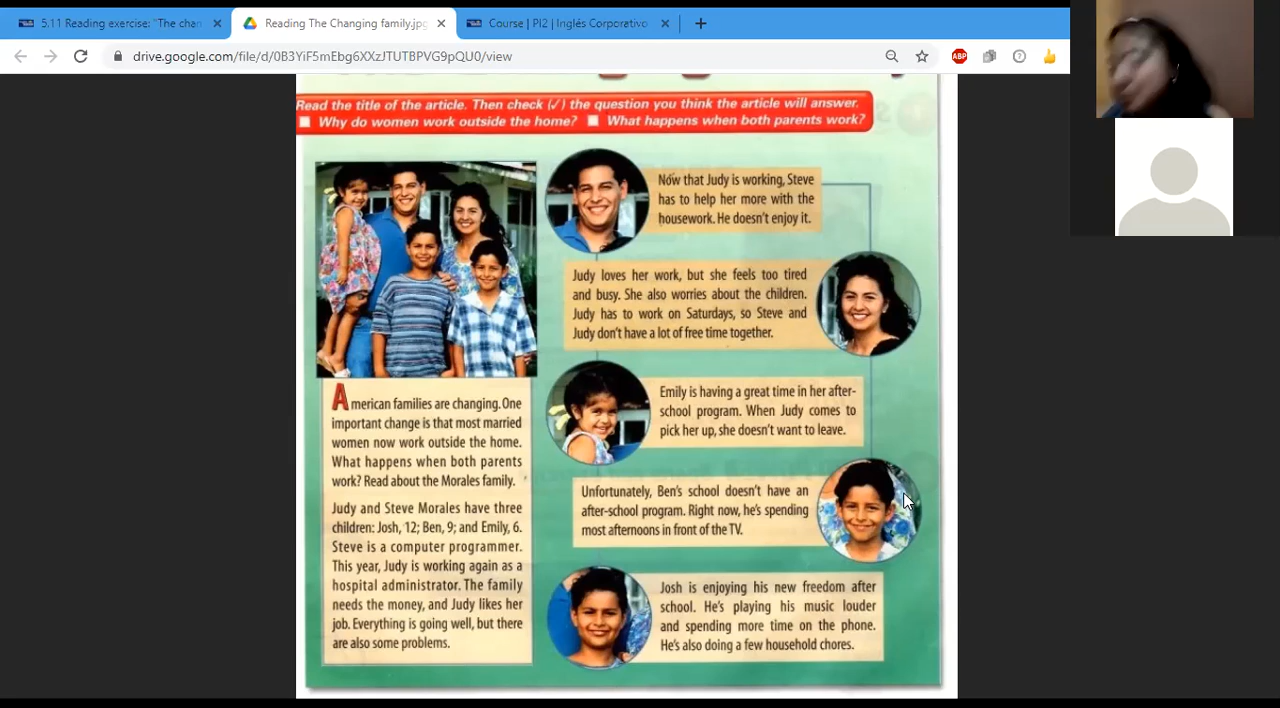 5.11 Reading exercise: "The chan
Reading The Changing family.jpg
Course | PI2 | Inglés Corporativo
drive.google.com/file/d/0B3YiF5mEbg6XXzJTUTBPVG9pQU0/view
ABP
Read the title of the article. Then check (✓) the question you think the article will answer.
Why do women work outside the home? What happens when both parents work?
Now that Judy is working, Steve
has to help her more with the
housework. He doesn't enjoy it.
Judy loves her work, but she feels too tired
and busy. She also worries about the children.
Judy has to work on Saturdays, so Steve and
Judy don't have a lot of free time together.
Emily is having a great time in her after-
school program. When Judy comes to
pick her up, she doesn't want to leave.
Unfortunately, Ben's school doesn't have an
after-school program. Right now, he's spending
most afternoons in front of the TV.
Josh is enjoying his new freedom after
school. He's playing his music louder
and spending more time on the phone.
He's also doing a few household chores.
American families are changing. One
important change is that most married
women now work outside the home.
What happens when both parents
work? Read about the Morales family.
Judy and Steve Morales have three
children: Josh, 12; Ben, 9; and Emily, 6.
Steve is a computer programmer.
This year, Judy is working again as a
hospital administrator. The family
needs the money, and Judy likes her
job. Everything is going well, but there
are also some problems.